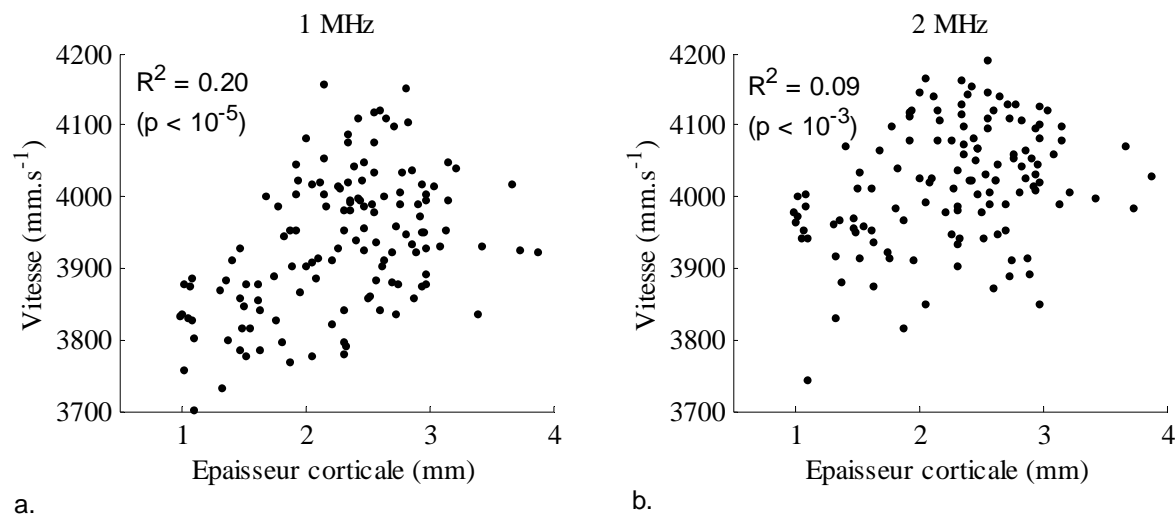 1 MHz
R² = 0.20
(p < 10⁻⁵)
4200
4100
4000
3900
3800
3700
Vitesse (mm.s⁻¹)
1 2 3 4
Epaisseur corticale (mm)
a.
2 MHz
R² = 0.09
(p < 10⁻³)
4200
4100
4000
3900
3800
3700
Vitesse (mm.s⁻¹)
1 2 3 4
Epaisseur corticale (mm)
b.